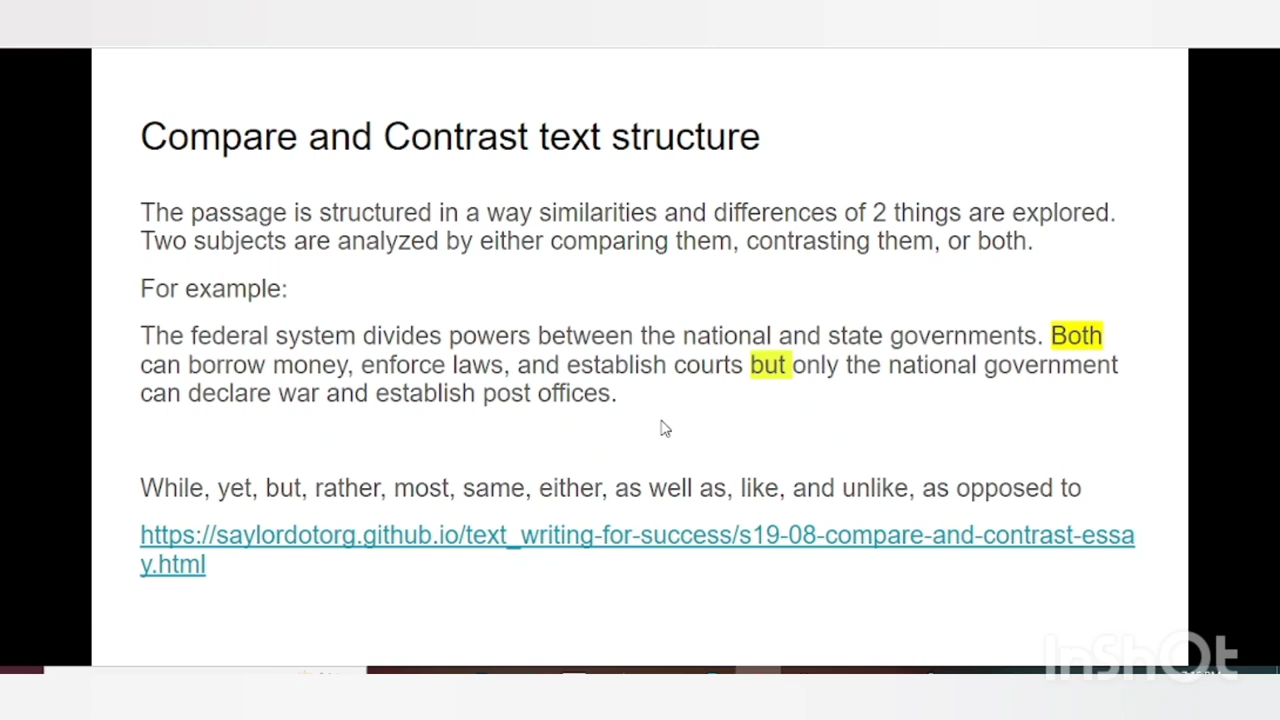 Compare and Contrast text structure
The passage is structured in a way similarities and differences of 2 things are explored.
Two subjects are analyzed by either comparing them, contrasting them, or both.
For example:
The federal system divides powers between the national and state governments. Both
can borrow money, enforce laws, and establish courts but only the national government
can declare war and establish post offices.
While, yet, but, rather, most, same, either, as well as, like, and unlike, as opposed to
https://saylordotorg.github.io/text_writing-for-success/s19-08-compare-and-contrast-essa
y.html
InShOt